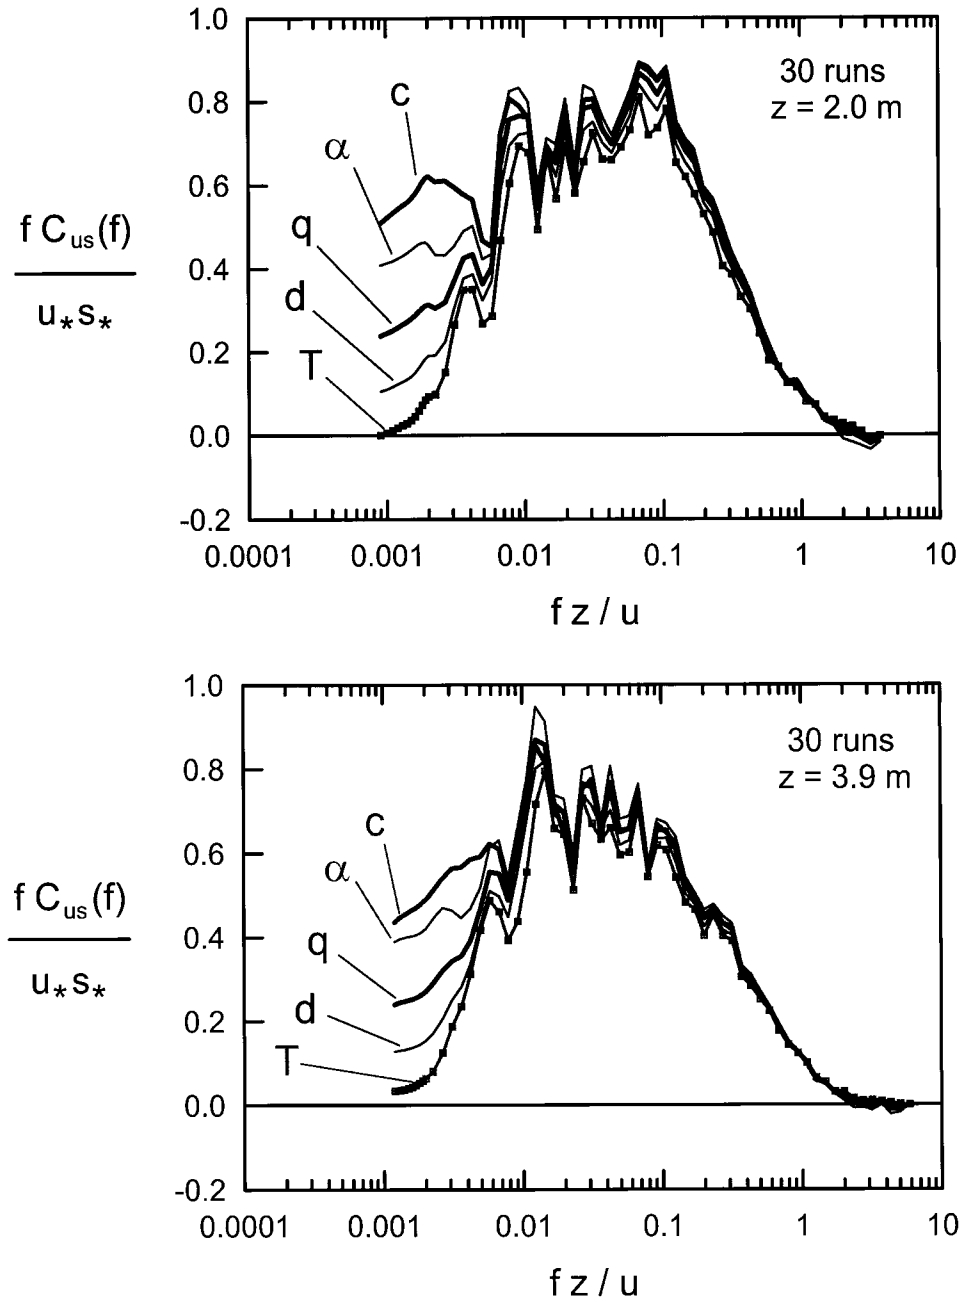 1.0
0.8
0.6
0.4
0.2
0.0
-0.2
f C_us(f)
u*s*
c
α
q
d
T
30 runs
z = 2.0 m
0.0001 0.001 0.01 0.1 1 10
f z / u
1.0
0.8
0.6
0.4
0.2
0.0
-0.2
f C_us(f)
u*s*
c
α
q
d
T
30 runs
z = 3.9 m
0.0001 0.001 0.01 0.1 1 10
f z / u